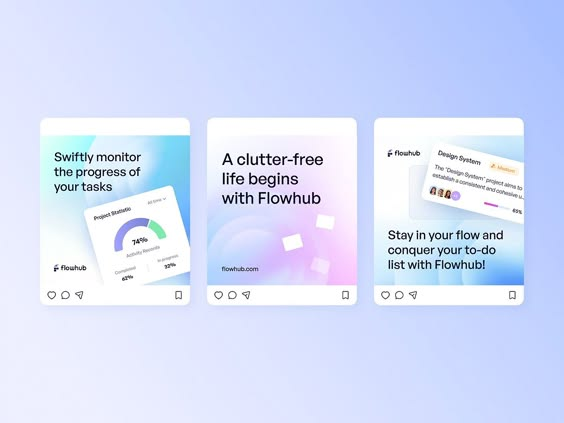 Swiftly monitor
the progress of
your tasks
Project Statistic
All time
74%
Activity Records
Completed
62%
In progress
32%
flowhub
A clutter-free
life begins
with Flowhub
flowhub.com
flowhub
Design System
Medium
The "Design System" project aims to
establish a consistent and cohesive u
65%
Stay in your flow and
conquer your to-do
list with Flowhub!